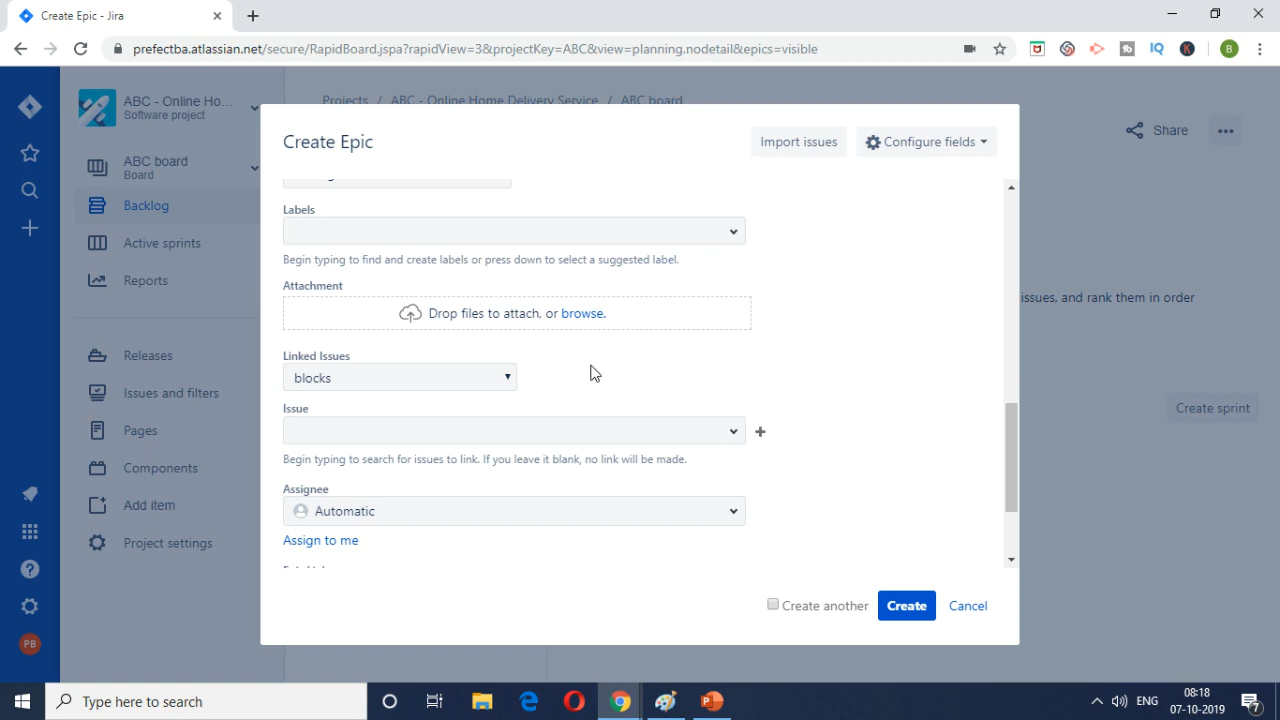 Create Epic - Jira
prefectba.atlassian.net/secure/RapidBoard.jspa?rapidView=3&projectKey=ABC&view=planning.nodetail&epics=visible
IQ
K
B
ABC - Online Ho...
Software project
ABC board
Board
Backlog
Active sprints
Reports
Releases
Issues and filters
Pages
Components
Add item
Project settings
PB
Projects / ABC - Online Home Delivery Service / ABC board
Share
issues, and rank them in order
Create sprint
Create Epic
Import issues
Configure fields
Labels
Begin typing to find and create labels or press down to select a suggested label.
Attachment
Drop files to attach, or browse.
Linked Issues
blocks
Issue
Begin typing to search for issues to link. If you leave it blank, no link will be made.
Assignee
Automatic
Assign to me
Create another
Create
Cancel
Type here to search
ENG
08:18
07-10-2019
7